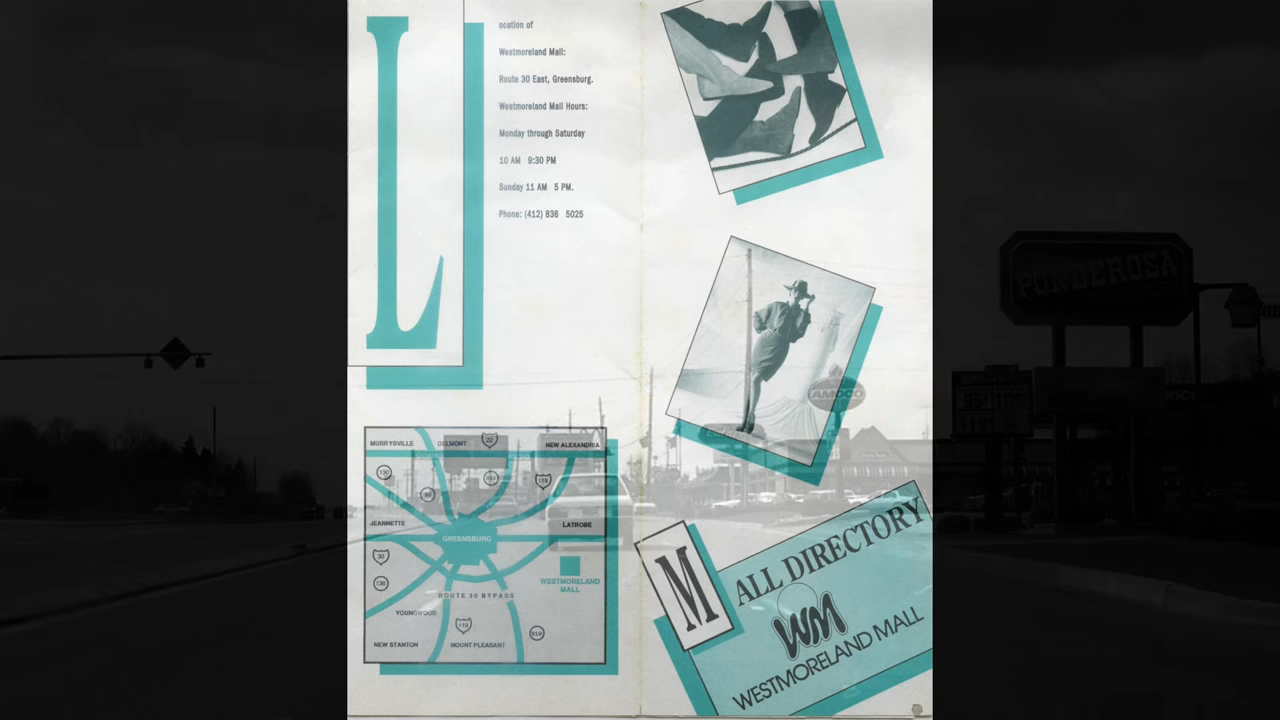 L
ocation of
Westmoreland Mall:
Route 30 East, Greensburg.
Westmoreland Mall Hours:
Monday through Saturday
10 AM 9:30 PM
Sunday 11 AM 5 PM.
Phone: (412) 836 5025
MURRYSVILLE
DELMONT
22
NEW ALEXANDRIA
130
66
819
119
JEANNETTE
GREENSBURG
LATROBE
30
136
WESTMORELAND
MALL
ROUTE 30 BYPASS
YOUNGWOOD
119
819
NEW STANTON
MOUNT PLEASANT
M
ALL DIRECTORY
WM
WESTMORELAND MALL
AMOCO
PONDEROSA